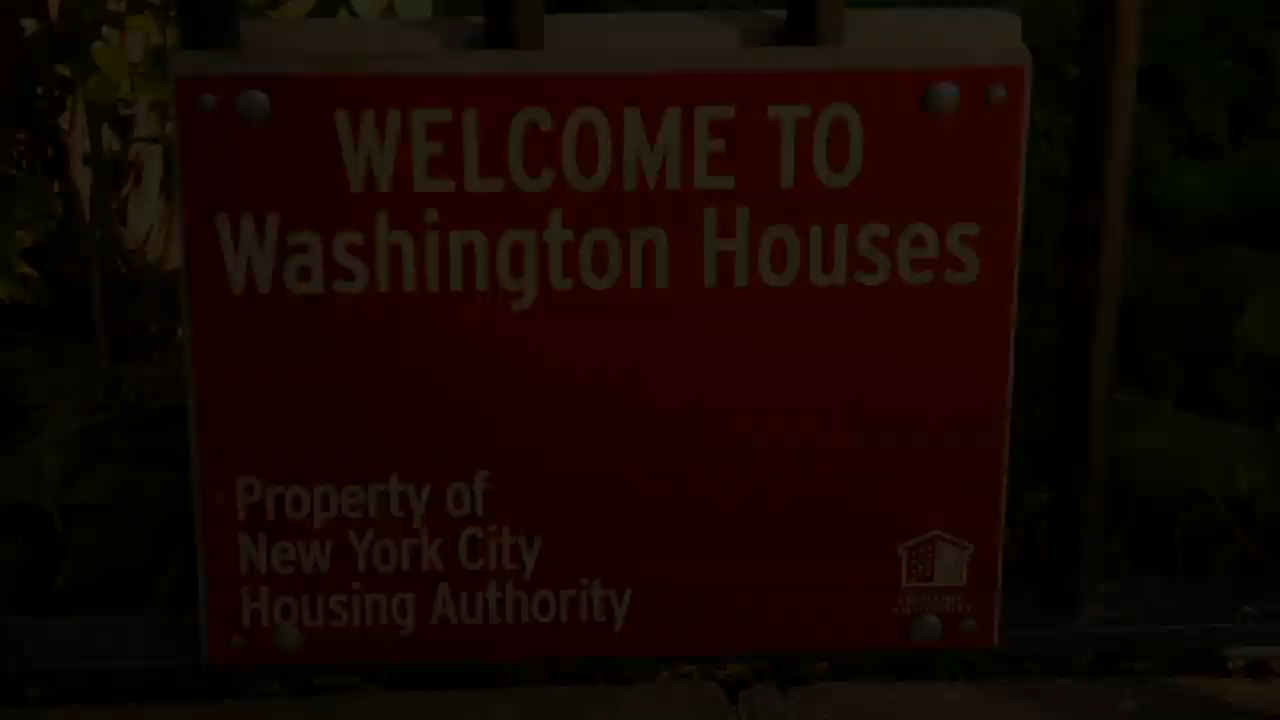 WELCOME TO
Washington Houses
Property of
New York City
Housing Authority